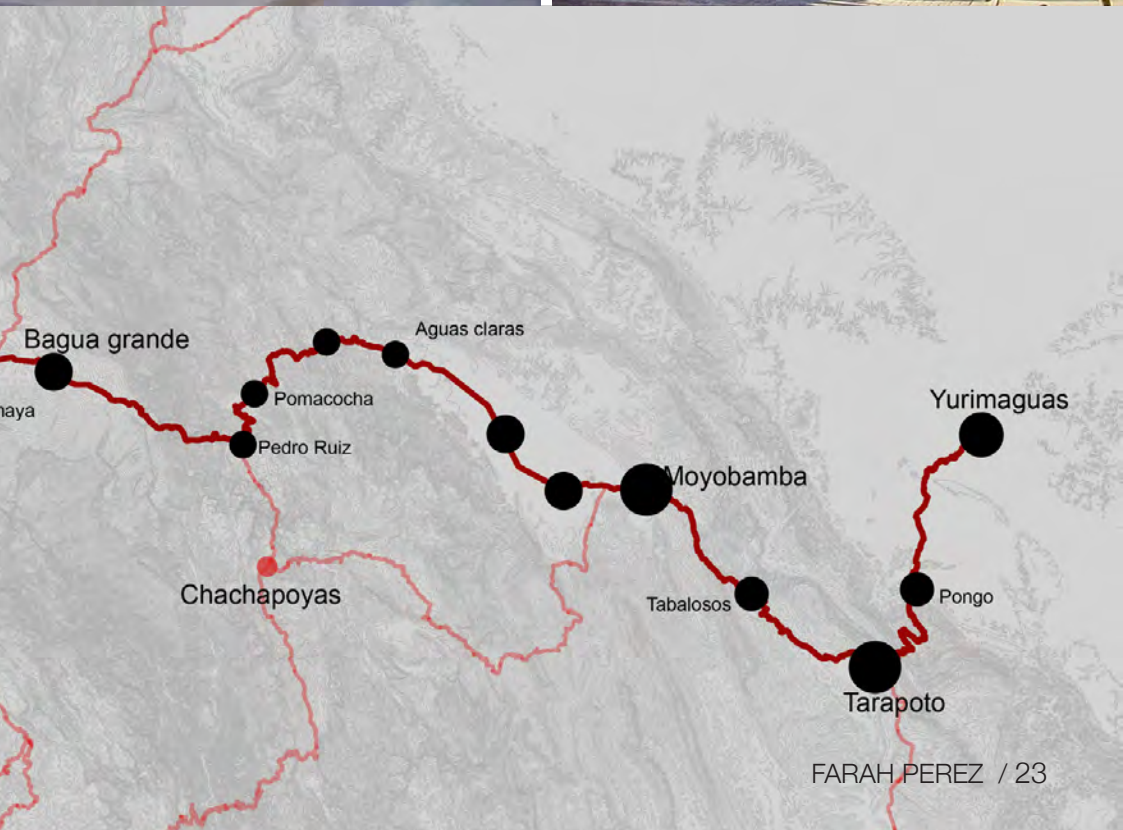 Aguas claras
Bagua grande
Pomacocha
Yurimaguas
Pedro Ruiz
Moyobamba
Chachapoyas
Tabalosos
Pongo
Tarapoto
FARAH PEREZ / 23